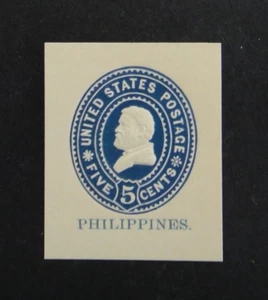 UNITED STATES POSTAGE
FIVE 5 CENTS
PHILIPPINES.